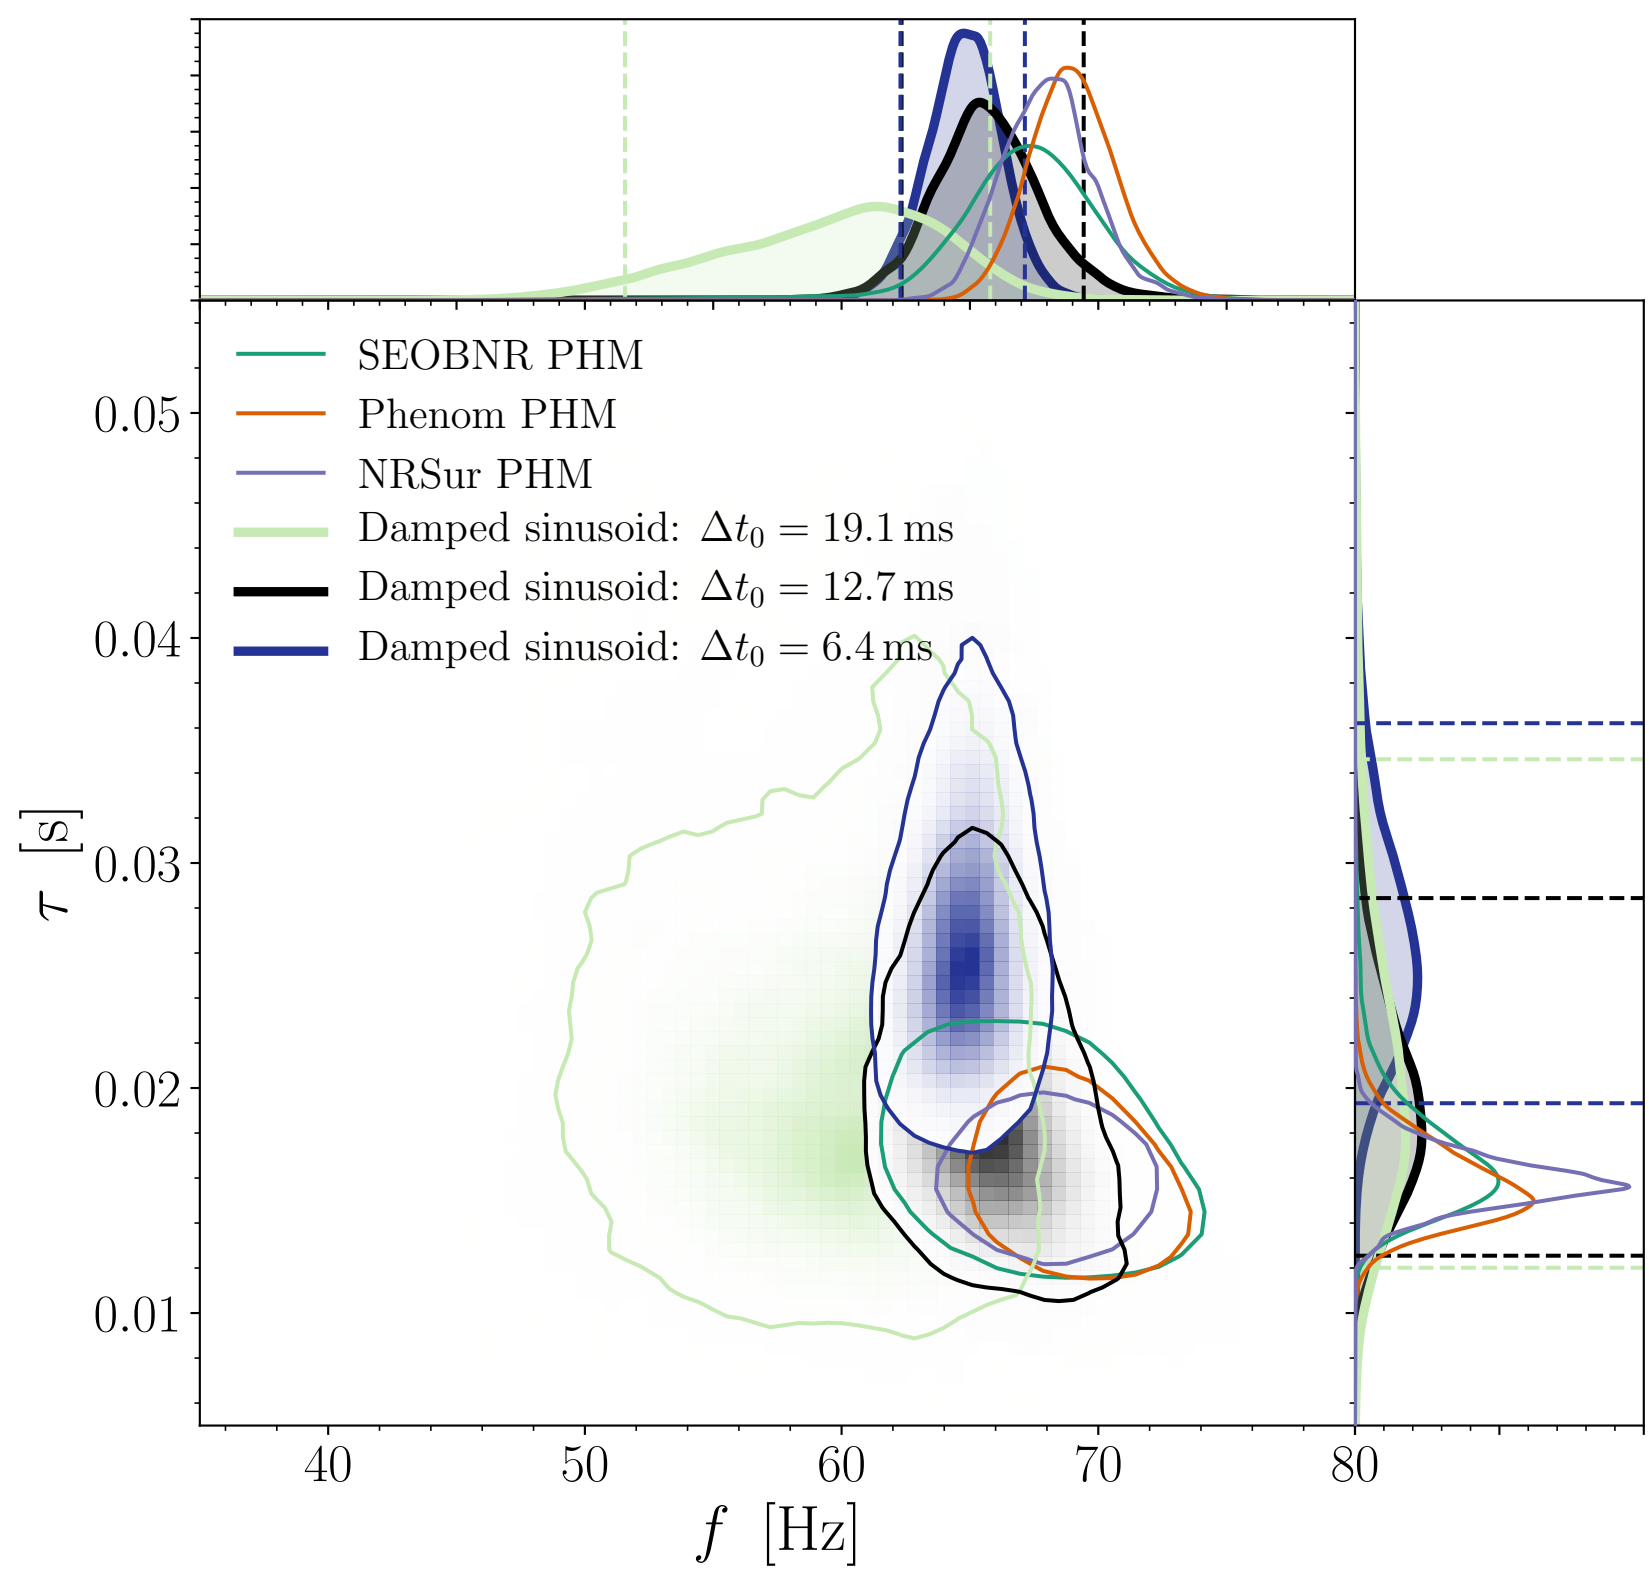 SEOBNR PHM
Phenom PHM
NRSur PHM
Damped sinusoid: Δt₀ = 19.1 ms
Damped sinusoid: Δt₀ = 12.7 ms
Damped sinusoid: Δt₀ = 6.4 ms
0.05
0.04
0.03
0.02
0.01
τ [s]
40 50 60 70 80
f [Hz]